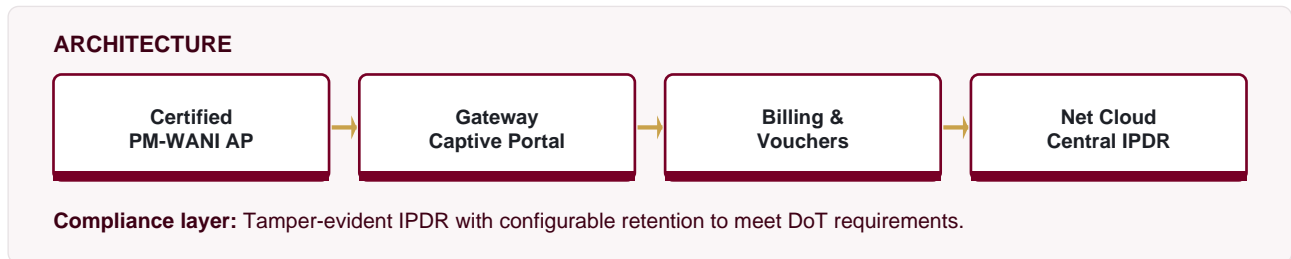 ARCHITECTURE
Certified
PM-WANI AP
Gateway
Captive Portal
Billing &
Vouchers
Net Cloud
Central IPDR
Compliance layer: Tamper-evident IPDR with configurable retention to meet DoT requirements.